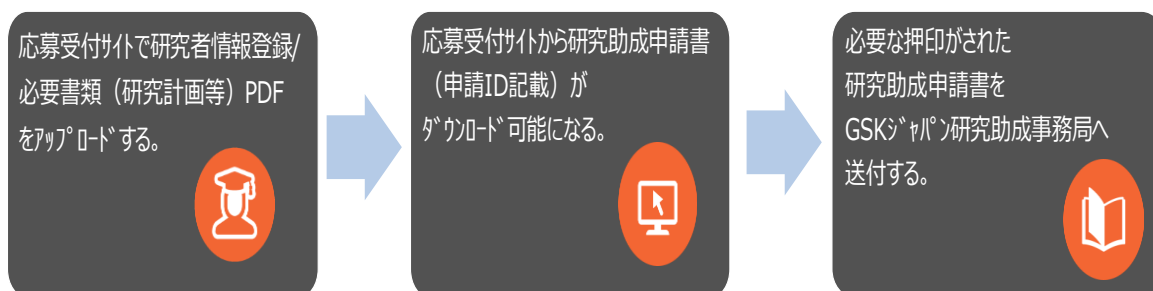 応募受付ｻｲﾄで研究者情報登録/
必要書類（研究計画等）PDF
をｱｯﾌﾟﾛｰﾄﾞする。
応募受付ｻｲﾄから研究助成申請書
（申請ID記載）が
ﾀﾞｳﾝﾛｰﾄﾞ可能になる。
必要な押印がされた
研究助成申請書を
GSKｼﾞｬﾊﾟﾝ研究助成事務局へ
送付する。